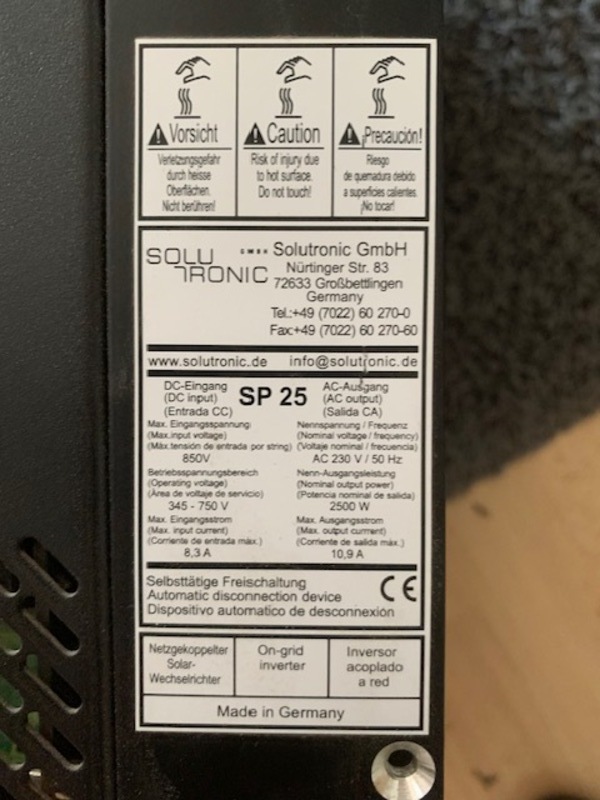 Vorsicht
Verletzungsgefahr
durch heisse
Oberflächen.
Nicht berühren!
Caution
Risk of injury due
to hot surface.
Do not touch!
¡Precaución!
Riesgo
de quemadura debido
a superficies calientes.
¡No tocar!
SOLU
TRONIC
GMBH
Solutronic GmbH
Nürtinger Str. 83
72633 Großbettlingen
Germany
Tel.:+49 (7022) 60 270-0
Fax:+49 (7022) 60 270-60
www.solutronic.de info@solutronic.de
DC-Eingang
(DC input)
(Entrada CC)
SP 25
AC-Ausgang
(AC output)
(Salida CA)
Max. Eingangsspannung
(Max.input voltage)
(Máx.tensión de entrada por string)
850V
Nennspannung / Frequenz
(Nominal voltage / frequency)
(Voltaje nominal / frecuencia)
AC 230 V / 50 Hz
Betriebsspannungsbereich
(Operating voltage)
(Área de voltaje de servicio)
345 - 750 V
Nenn-Ausgangsleistung
(Nominal output power)
(Potencia nominal de salida)
2500 W
Max. Eingangsstrom
(Max. input current)
(Corriente de entrada máx.)
8,3 A
Max. Ausgangsstrom
(Max. output current)
(Corriente de salida máx.)
10,9 A
Selbsttätige Freischaltung
Automatic disconnection device
Dispositivo automatico de desconnexion
CE
Netzgekoppelter
Solar-
Wechselrichter
On-grid
inverter
Inversor
acoplado
a red
Made in Germany